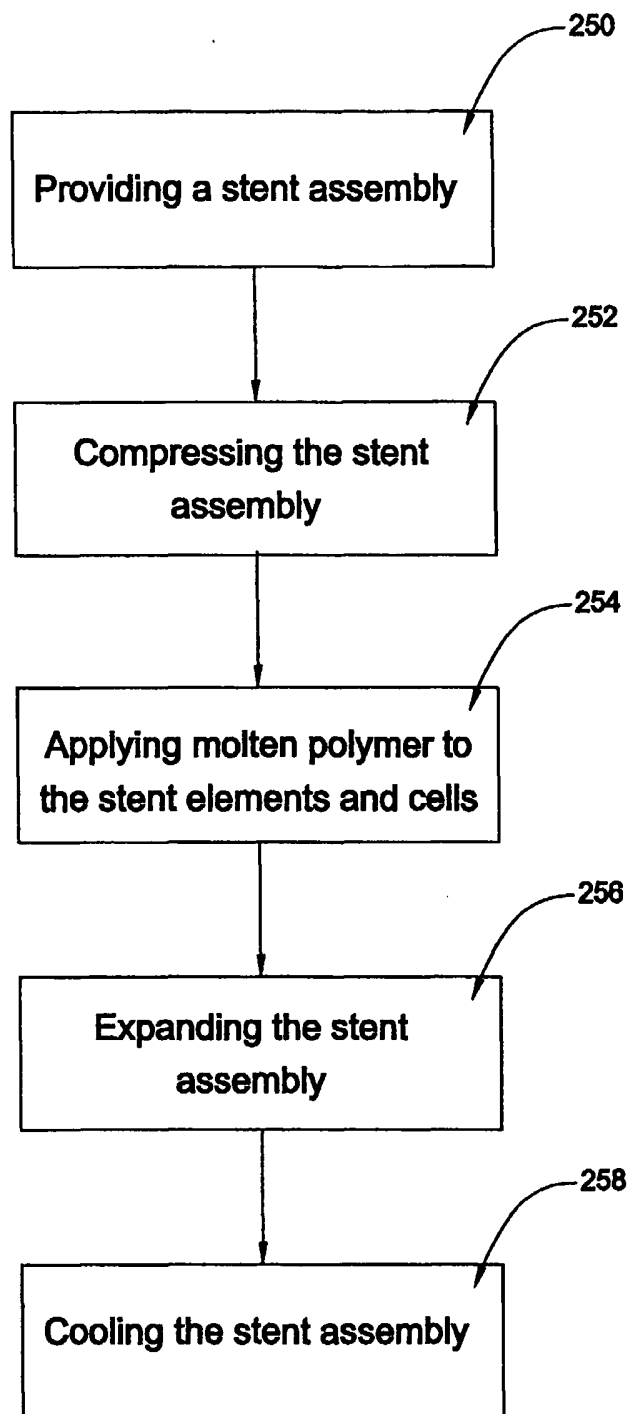 250
Providing a stent assembly
252
Compressing the stent
assembly
254
Applying molten polymer to
the stent elements and cells
256
Expanding the stent
assembly
258
Cooling the stent assembly